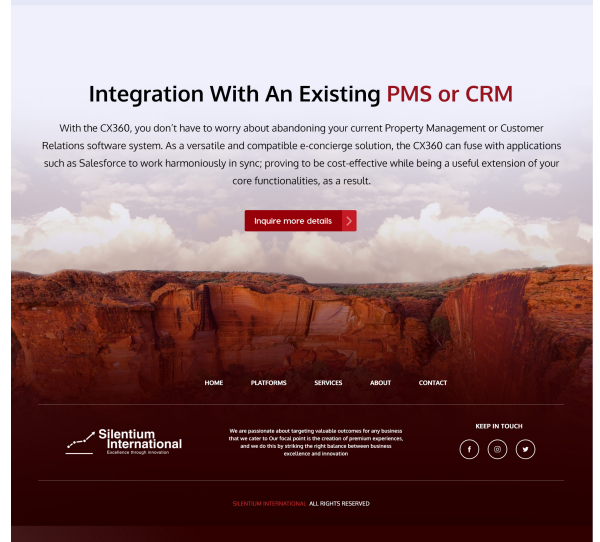 Integration With An Existing PMS or CRM
With the CX360, you don't have to worry about abandoning your current Property Management or Customer
Relations software system. As a versatile and compatible e-concierge solution, the CX360 can fuse with applications
such as Salesforce to work harmoniously in sync; proving to be cost-effective while being a useful extension of your
core functionalities, as a result.
Inquire more details
HOME PLATFORMS SERVICES ABOUT CONTACT
Silentium
International
Excellence through innovation
We are passionate about targeting valuable outcomes for any business
that we cater to Our focal point is the creation of premium experiences,
and we do this by striking the right balance between business
excellence and innovation
KEEP IN TOUCH
SILENTIUM INTERNATIONAL ALL RIGHTS RESERVED